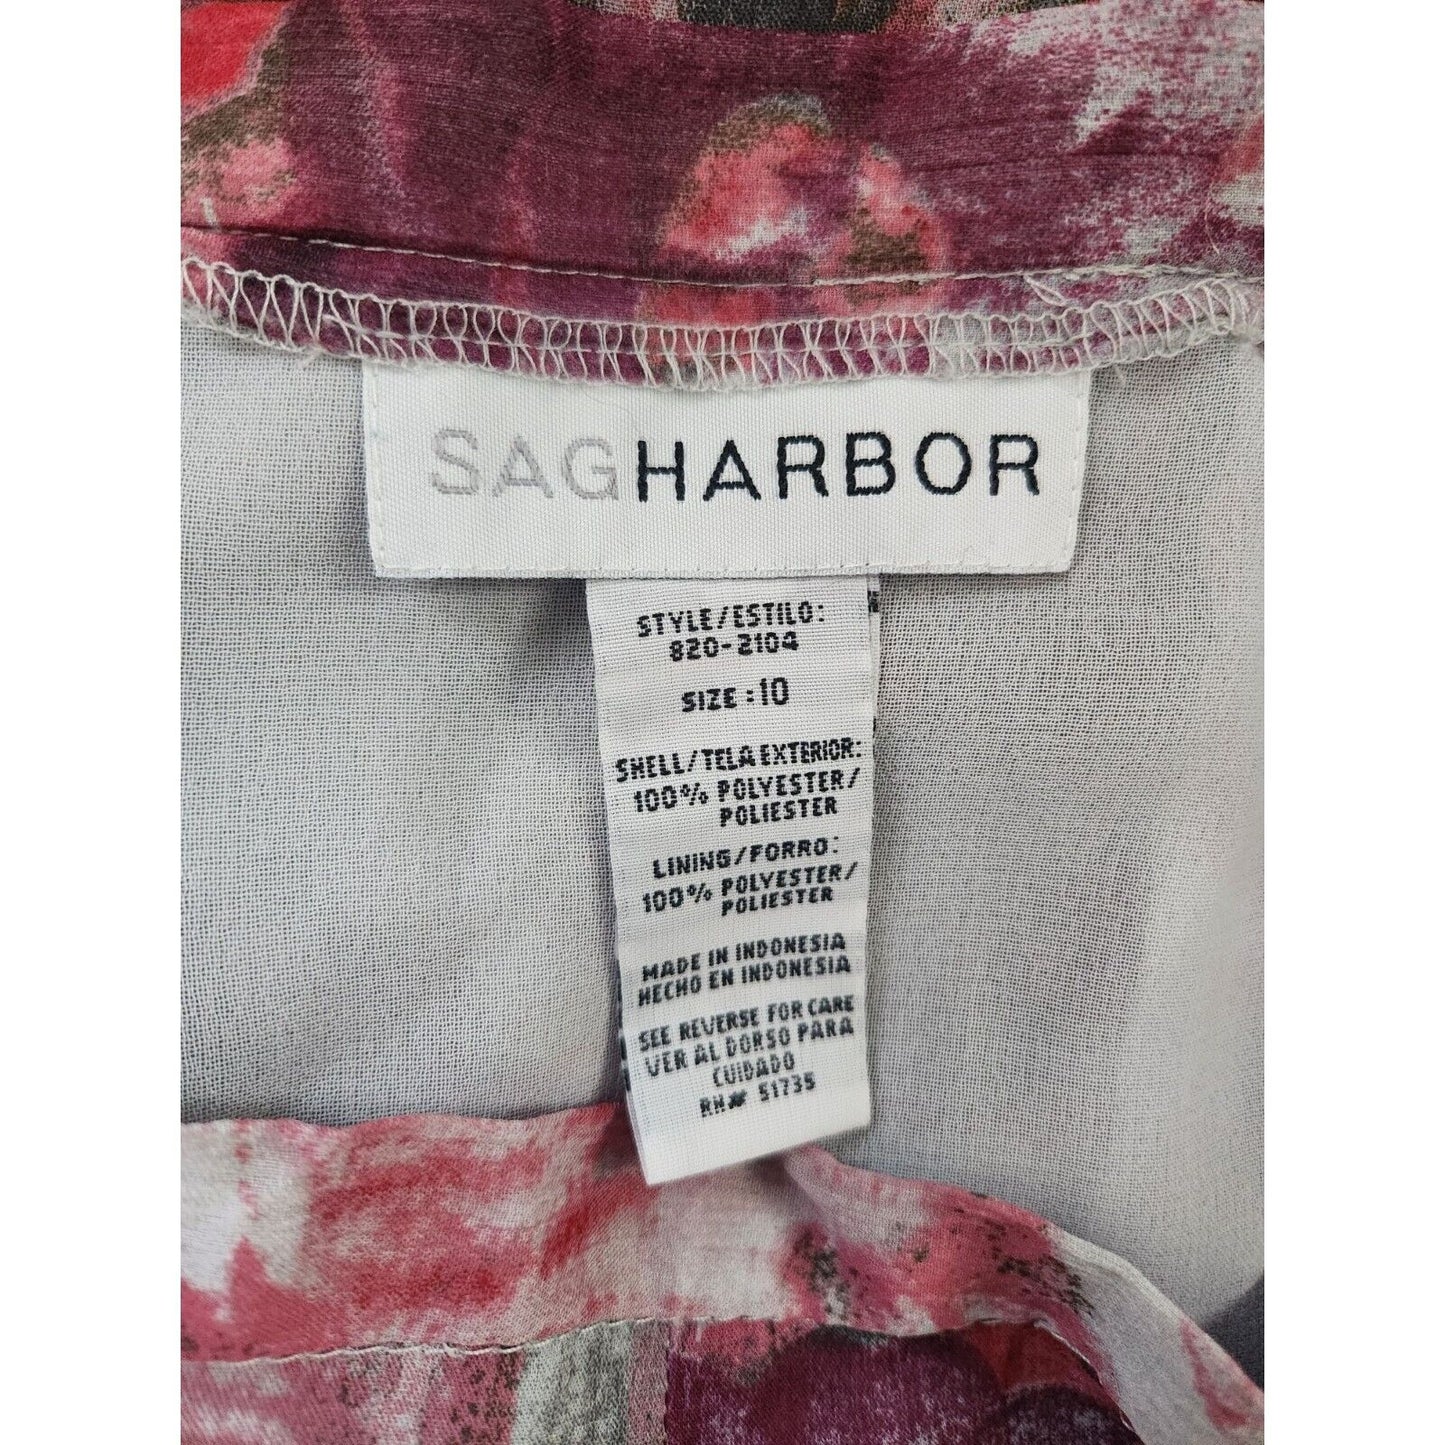 SAGHARBOR
STYLE/ESTILO:
820-2104
SIZE: 10
SHELL/TELA EXTERIOR:
100% POLYESTER/
POLIESTER
LINING/FORRO:
100% POLYESTER/
POLIESTER
MADE IN INDONESIA
HECHO EN INDONESIA
SEE REVERSE FOR CARE
VER AL DORSO PARA
CUIDADO
RN# 51735